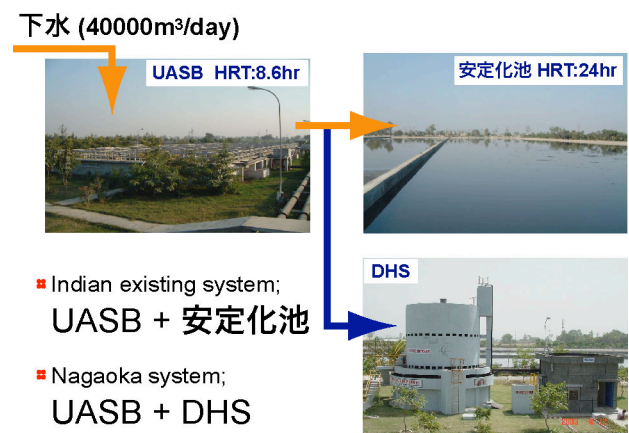 下水 (40000m³/day)
UASB HRT:8.6hr
安定化池 HRT:24hr
DHS
Indian existing system;
UASB + 安定化池
Nagaoka system;
UASB + DHS